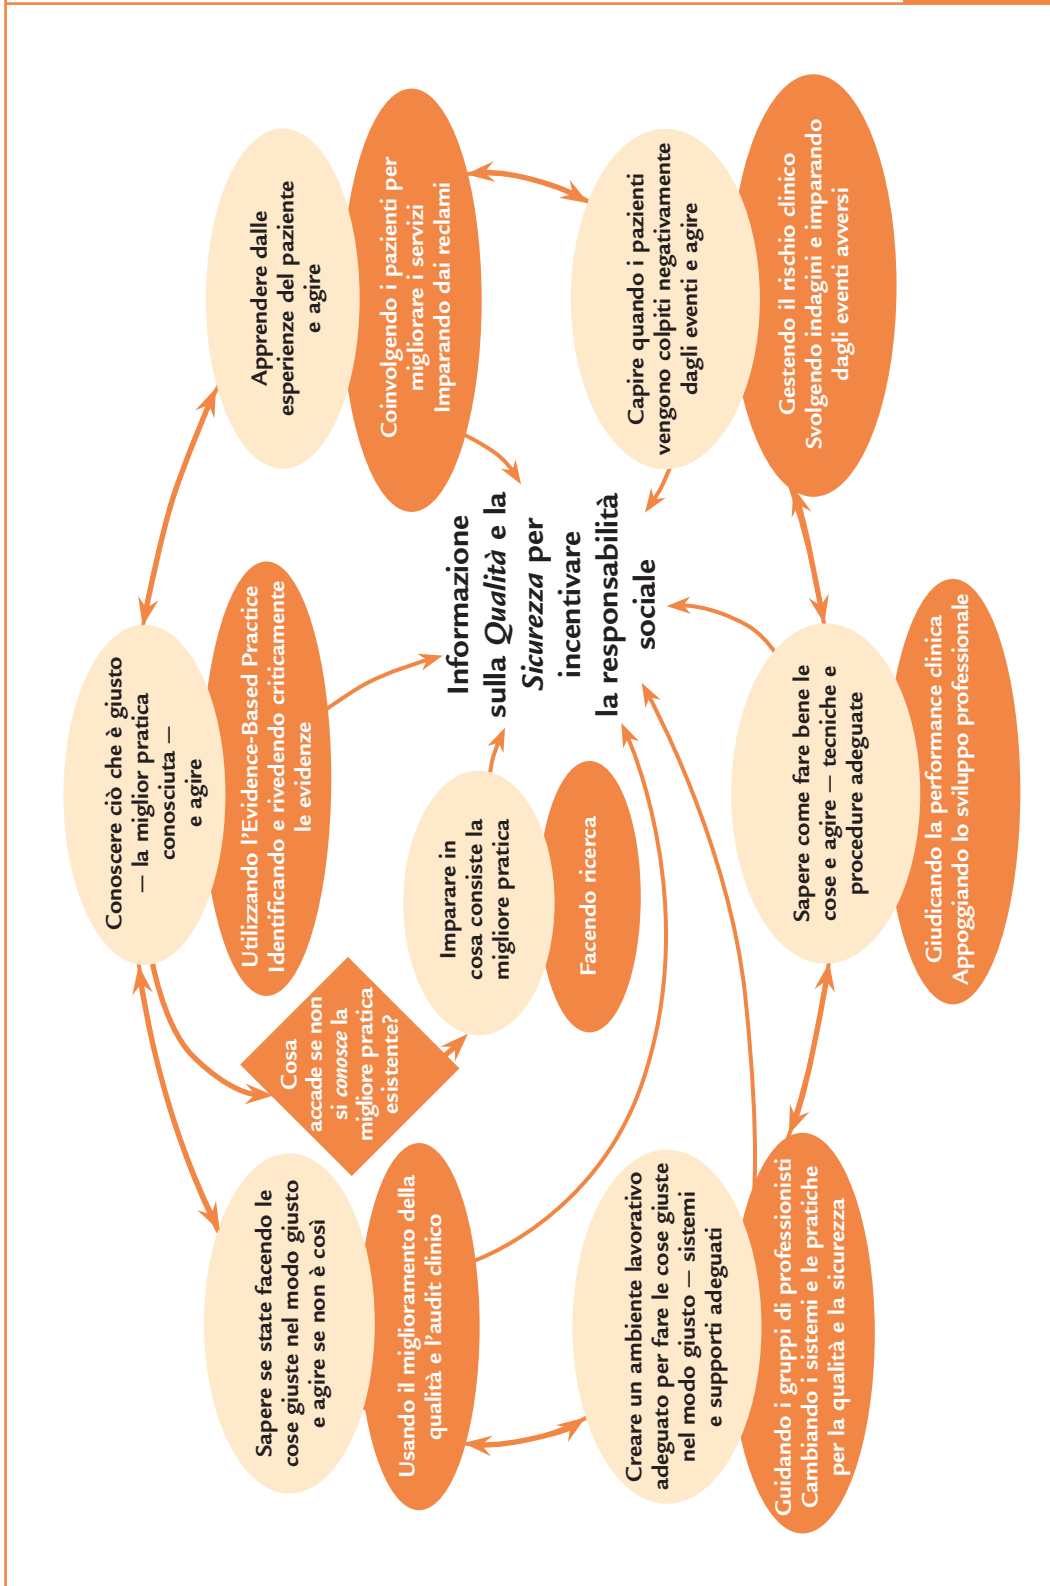 Conoscere ciò che è giusto
— la miglior pratica
conosciuta —
e agire
Utilizzando l'Evidence-Based Practice
Identificando e rivedendo criticamente
le evidenze
Sapere se state facendo le
cose giuste nel modo giusto
e agire se non è così
Usando il miglioramento della
qualità e l'audit clinico
Cosa
accade se non
si conosce la
migliore pratica
esistente?
Imparare in
cosa consiste la
migliore pratica
Facendo ricerca
Apprendere dalle
esperienze del paziente
e agire
Coinvolgendo i pazienti per
migliorare i servizi
Imparando dai reclami
Informazione
sulla Qualità e la
Sicurezza per
incentivare
la responsabilità
sociale
Creare un ambiente lavorativo
adeguato per fare le cose giuste
nel modo giusto — sistemi
e supporti adeguati
Guidando i gruppi di professionisti
Cambiando i sistemi e le pratiche
per la qualità e la sicurezza
Sapere come fare bene le
cose e agire — tecniche e
procedure adeguate
Giudicando la performance clinica
Appoggiando lo sviluppo professionale
Capire quando i pazienti
vengono colpiti negativamente
dagli eventi e agire
Gestendo il rischio clinico
Svolgendo indagini e imparando
dagli eventi avversi